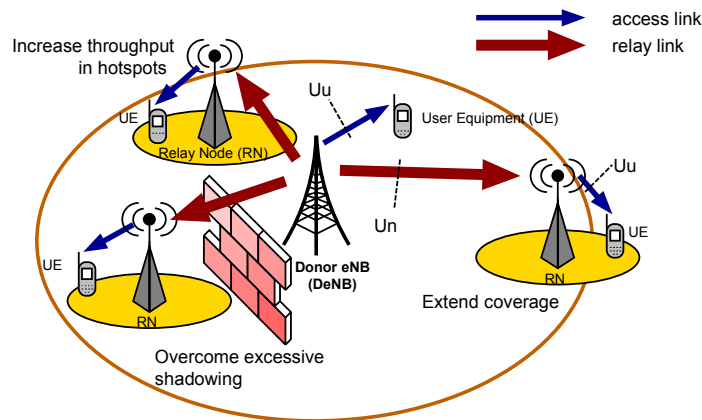 access link
relay link
Increase throughput
in hotspots
Uu
UE
User Equipment (UE)
Relay Node (RN)
Uu
Un
UE
UE
Donor eNB
(DeNB)
RN
Extend coverage
RN
Overcome excessive
shadowing